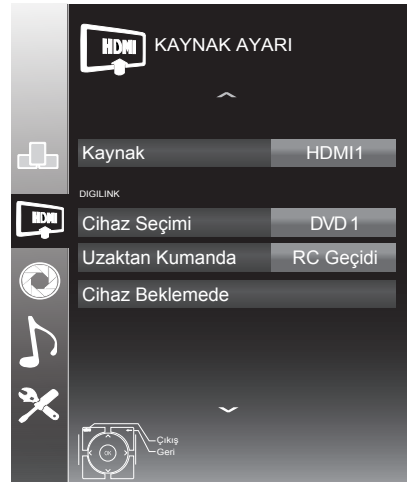 HDMI KAYNAK AYARI
Kaynak HDMI1
DIGILINK
HDMI
Cihaz Seçimi DVD 1
Uzaktan Kumanda RC Geçidi
Cihaz Beklemede
Çıkış
OK
Geri